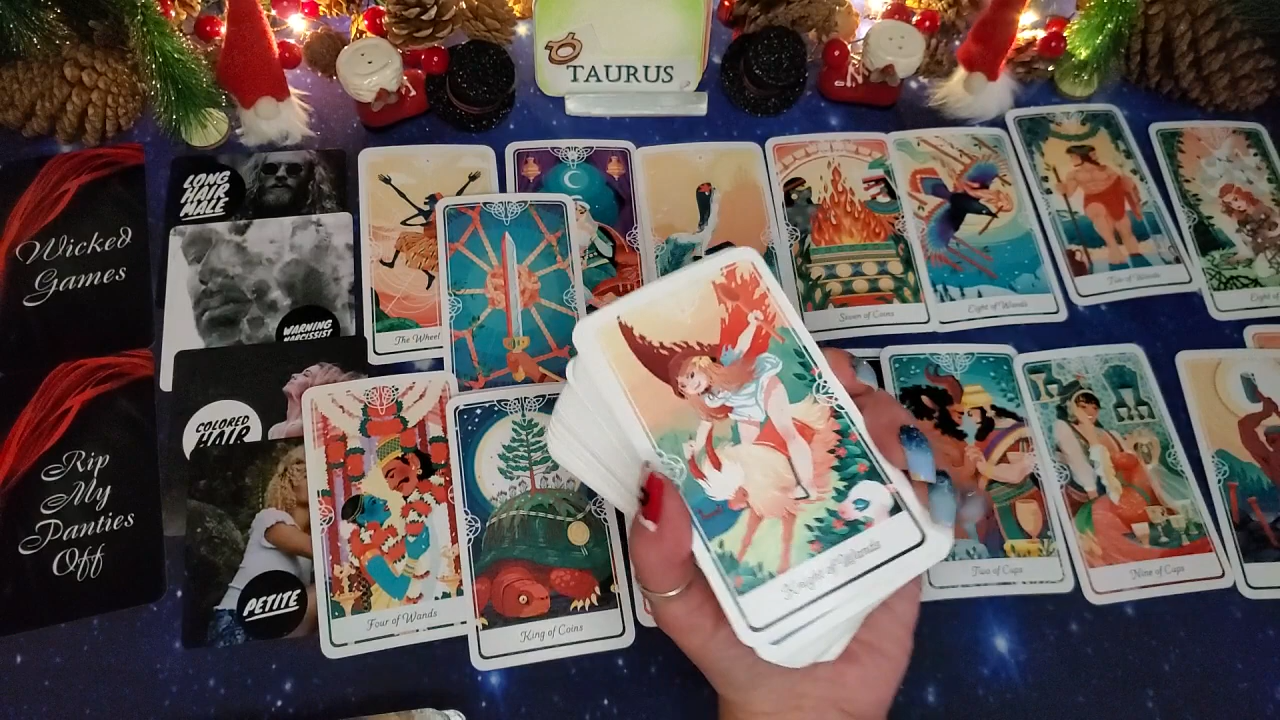 TAURUS
LONG
HAIR
MALE
Wicked
Games
WARNING
NARCISSIST
The Wheel
Seven of Coins
Eight of Wands
Two of Wands
Eight of
COLORED
HAIR
Rip
My
Panties
Off
PETITE
Four of Wands
King of Coins
Knight of Wands
Two of Cups
Nine of Cups